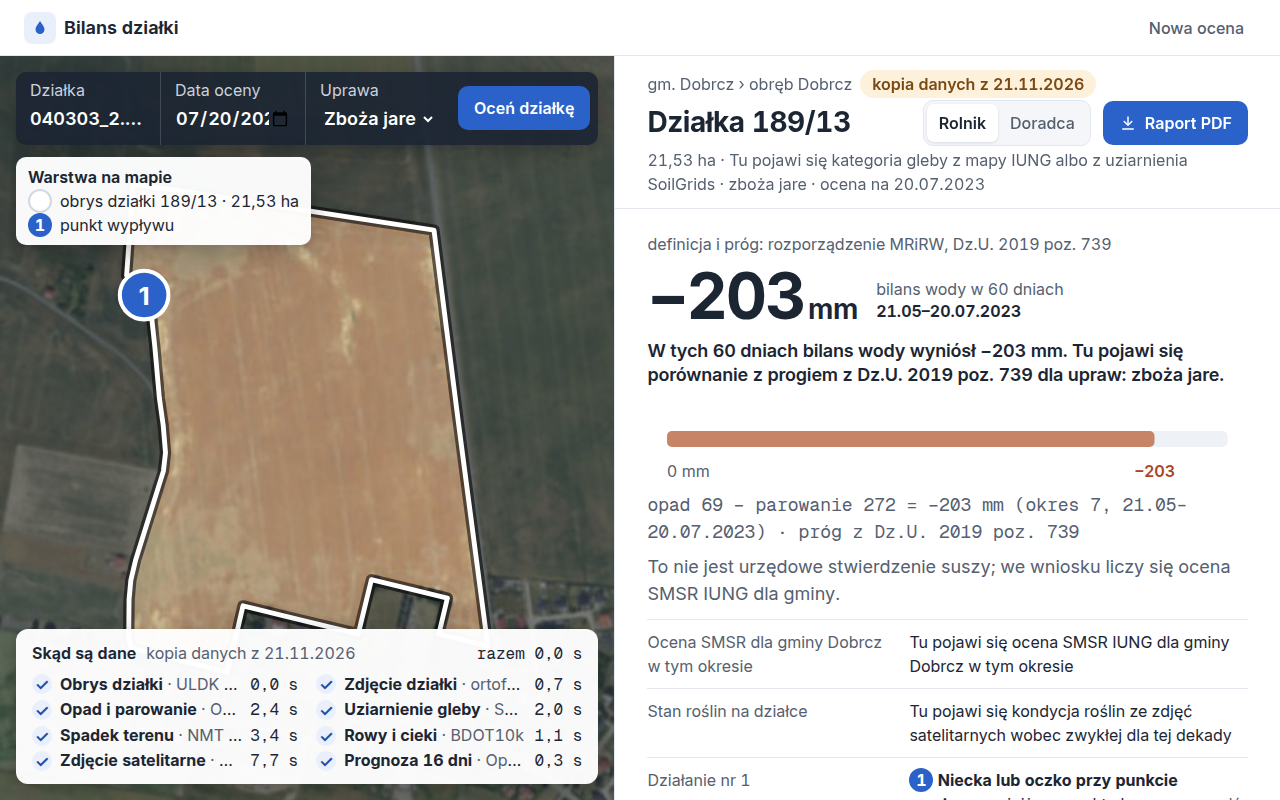 Bilans działki
Nowa ocena
Działka
040303_2....
Data oceny
07/20/202
Uprawa
Zboża jare
Oceń działkę
Warstwa na mapie
obrys działki 189/13 · 21,53 ha
1 punkt wypływu
1
Skąd są dane kopia danych z 21.11.2026 razem 0,0 s
Obrys działki · ULDK ... 0,0 s
Zdjęcie działki · ortof... 0,7 s
Opad i parowanie · O... 2,4 s
Uziarnienie gleby · S... 2,0 s
Spadek terenu · NMT ... 3,4 s
Rowy i cieki · BDOT10k 1,1 s
Zdjęcie satelitarne · ... 7,7 s
Prognoza 16 dni · Op... 0,3 s
gm. Dobrcz › obręb Dobrcz kopia danych z 21.11.2026
Działka 189/13
Rolnik
Doradca
Raport PDF
21,53 ha · Tu pojawi się kategoria gleby z mapy IUNG albo z uziarnienia
SoilGrids · zboża jare · ocena na 20.07.2023
definicja i próg: rozporządzenie MRiRW, Dz.U. 2019 poz. 739
−203 mm
bilans wody w 60 dniach
21.05–20.07.2023
W tych 60 dniach bilans wody wyniósł −203 mm. Tu pojawi się
porównanie z progiem z Dz.U. 2019 poz. 739 dla upraw: zboża jare.
0 mm
−203
opad 69 − parowanie 272 = −203 mm (okres 7, 21.05–
20.07.2023) · próg z Dz.U. 2019 poz. 739
To nie jest urzędowe stwierdzenie suszy; we wniosku liczy się ocena
SMSR IUNG dla gminy.
Ocena SMSR dla gminy Dobrcz
w tym okresie
Tu pojawi się ocena SMSR IUNG dla gminy
Dobrcz w tym okresie
Stan roślin na działce
Tu pojawi się kondycja roślin ze zdjęć
satelitarnych wobec zwykłej dla tej dekady
Działanie nr 1
1 Niecka lub oczko przy punkcie